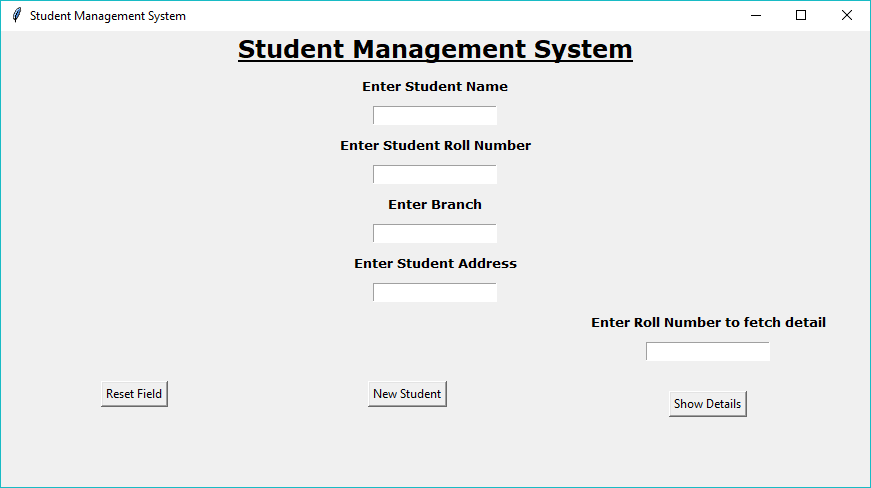 Student Management System
Student Management System
Enter Student Name
Enter Student Roll Number
Enter Branch
Enter Student Address
Enter Roll Number to fetch detail
Reset Field
New Student
Show Details